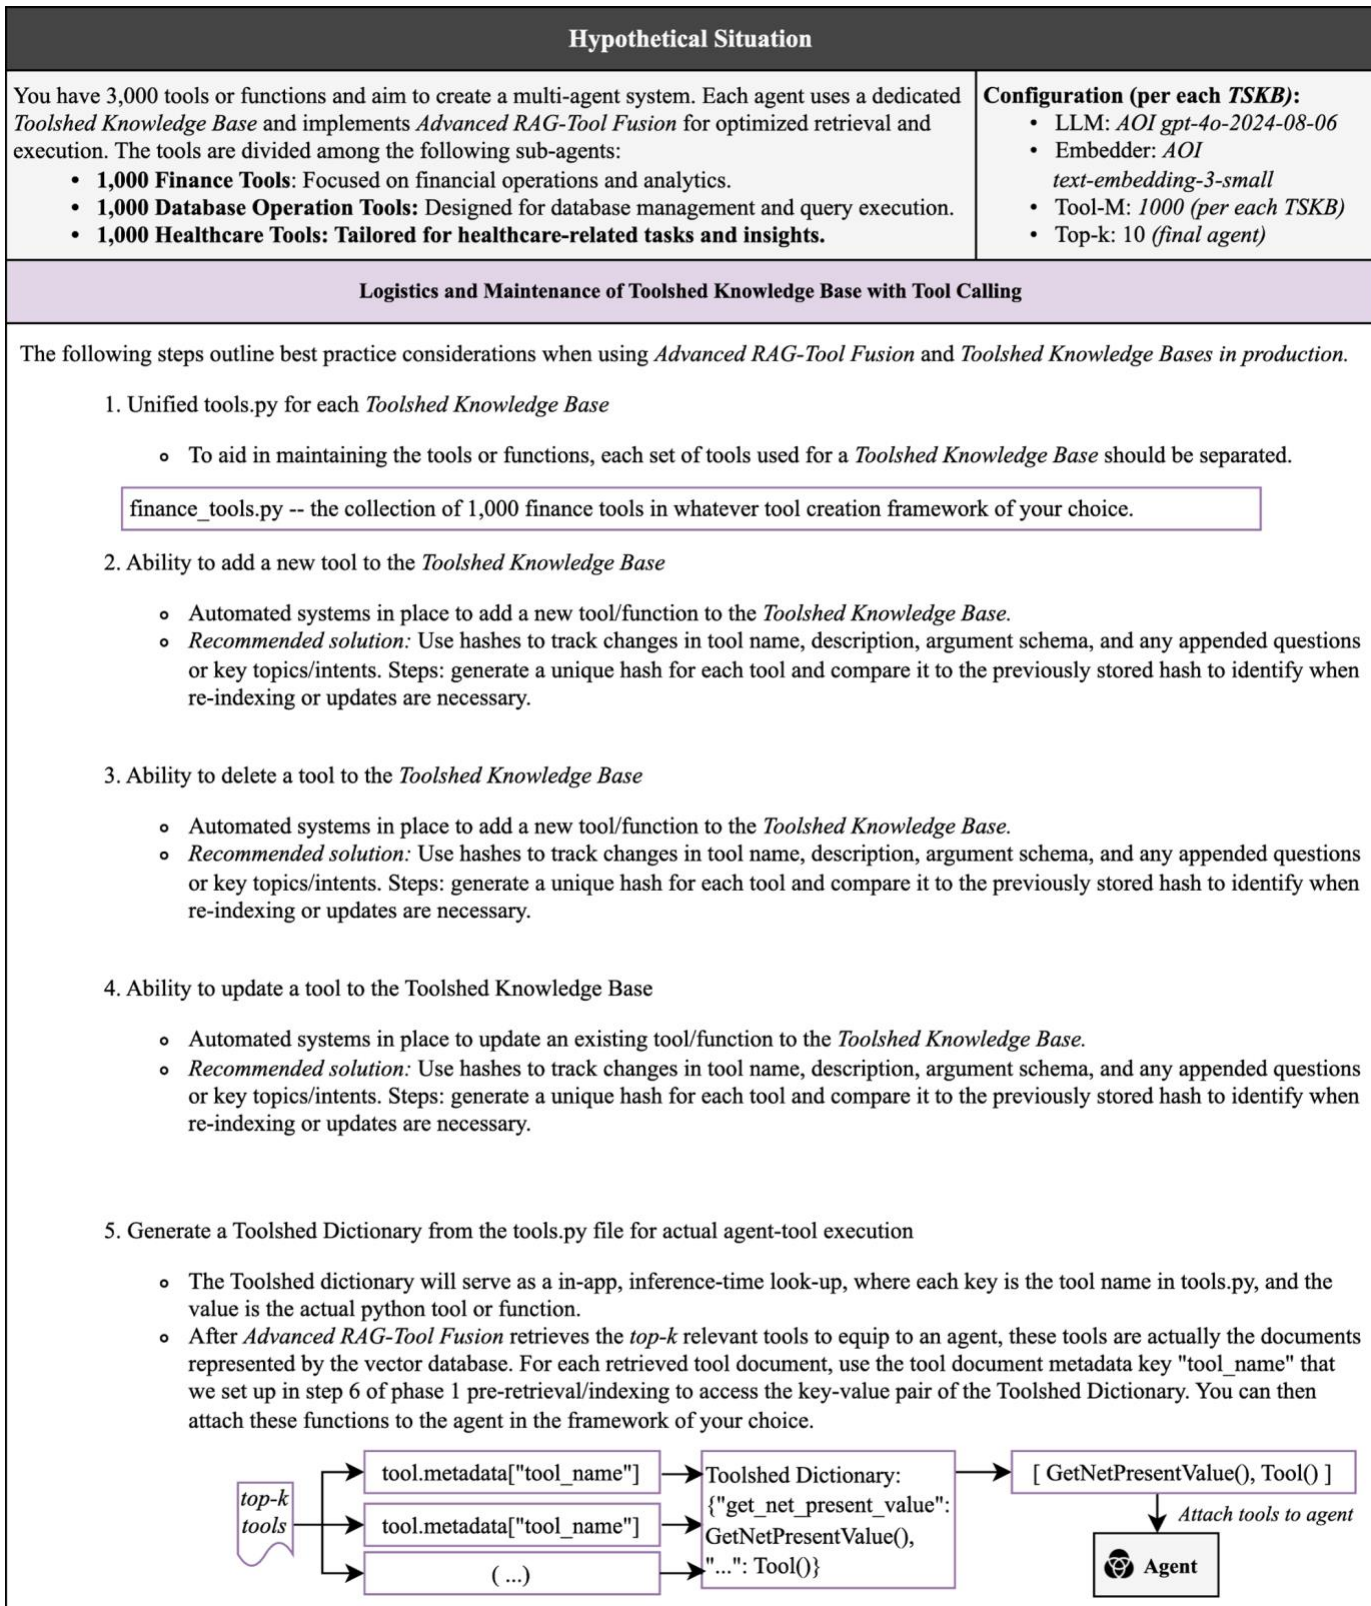 Hypothetical Situation
You have 3,000 tools or functions and aim to create a multi-agent system. Each agent uses a dedicated
Toolshed Knowledge Base and implements Advanced RAG-Tool Fusion for optimized retrieval and
execution. The tools are divided among the following sub-agents:
• 1,000 Finance Tools: Focused on financial operations and analytics.
• 1,000 Database Operation Tools: Designed for database management and query execution.
• 1,000 Healthcare Tools: Tailored for healthcare-related tasks and insights.
Configuration (per each TSKB):
• LLM: AOI gpt-4o-2024-08-06
• Embedder: AOI
text-embedding-3-small
• Tool-M: 1000 (per each TSKB)
• Top-k: 10 (final agent)
Logistics and Maintenance of Toolshed Knowledge Base with Tool Calling
The following steps outline best practice considerations when using Advanced RAG-Tool Fusion and Toolshed Knowledge Bases in production.
1. Unified tools.py for each Toolshed Knowledge Base
∘ To aid in maintaining the tools or functions, each set of tools used for a Toolshed Knowledge Base should be separated.
finance_tools.py -- the collection of 1,000 finance tools in whatever tool creation framework of your choice.
2. Ability to add a new tool to the Toolshed Knowledge Base
∘ Automated systems in place to add a new tool/function to the Toolshed Knowledge Base.
∘ Recommended solution: Use hashes to track changes in tool name, description, argument schema, and any appended questions
or key topics/intents. Steps: generate a unique hash for each tool and compare it to the previously stored hash to identify when
re-indexing or updates are necessary.
3. Ability to delete a tool to the Toolshed Knowledge Base
∘ Automated systems in place to add a new tool/function to the Toolshed Knowledge Base.
∘ Recommended solution: Use hashes to track changes in tool name, description, argument schema, and any appended questions
or key topics/intents. Steps: generate a unique hash for each tool and compare it to the previously stored hash to identify when
re-indexing or updates are necessary.
4. Ability to update a tool to the Toolshed Knowledge Base
∘ Automated systems in place to update an existing tool/function to the Toolshed Knowledge Base.
∘ Recommended solution: Use hashes to track changes in tool name, description, argument schema, and any appended questions
or key topics/intents. Steps: generate a unique hash for each tool and compare it to the previously stored hash to identify when
re-indexing or updates are necessary.
5. Generate a Toolshed Dictionary from the tools.py file for actual agent-tool execution
∘ The Toolshed dictionary will serve as a in-app, inference-time look-up, where each key is the tool name in tools.py, and the
value is the actual python tool or function.
∘ After Advanced RAG-Tool Fusion retrieves the top-k relevant tools to equip to an agent, these tools are actually the documents
represented by the vector database. For each retrieved tool document, use the tool document metadata key "tool_name" that
we set up in step 6 of phase 1 pre-retrieval/indexing to access the key-value pair of the Toolshed Dictionary. You can then
attach these functions to the agent in the framework of your choice.
top-k
tools
tool.metadata["tool_name"]
tool.metadata["tool_name"]
( ...)
Toolshed Dictionary:
{"get_net_present_value":
GetNetPresentValue(),
"...": Tool()}
[ GetNetPresentValue(), Tool() ]
Attach tools to agent
Agent